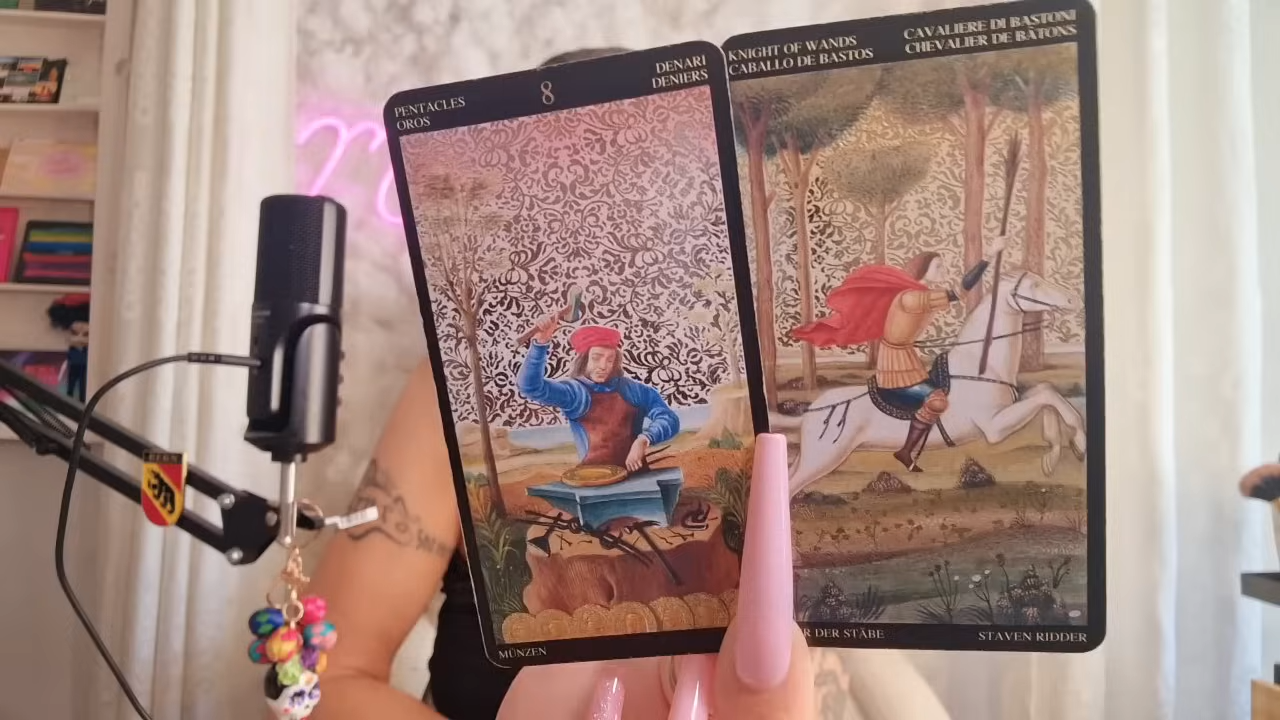 PENTACLES
OROS
8
DENARI
DENIERS
MÜNZEN
KNIGHT OF WANDS
CABALLO DE BASTOS
CAVALIERE DI BASTONI
CHEVALIER DE BÂTONS
R DER STÄBE
STAVEN RIDDER
BERN